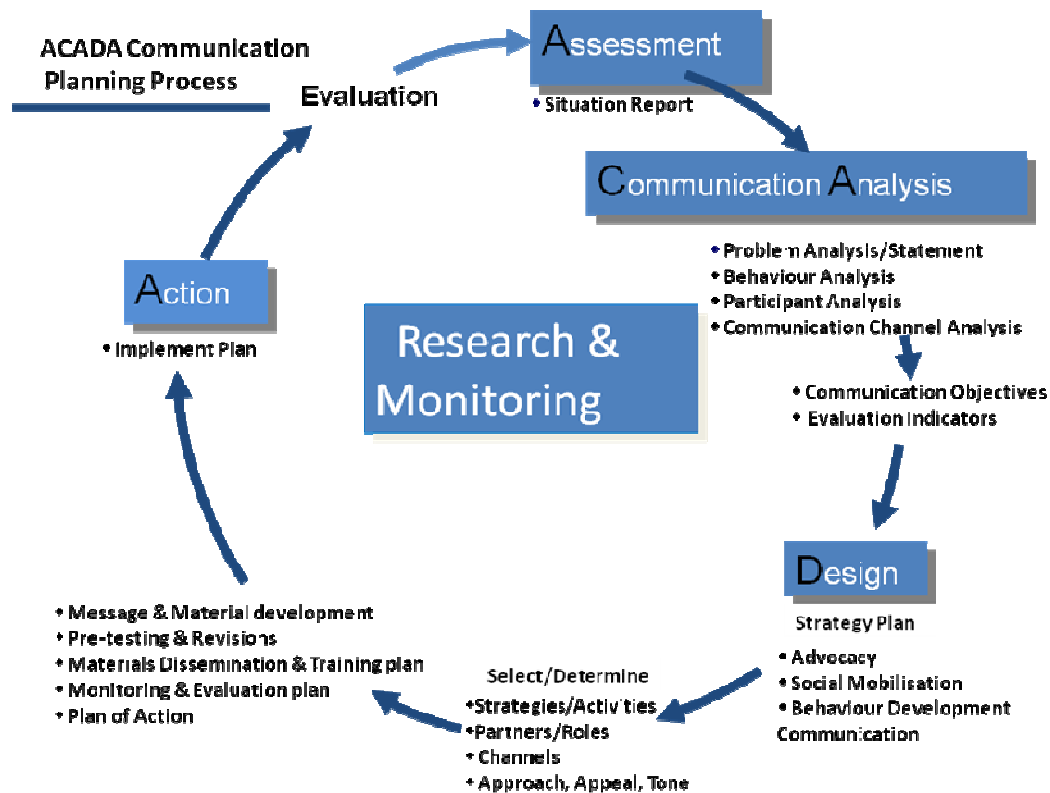 ACADA Communication
Planning Process
Evaluation
Assessment
• Situation Report
Communication Analysis
• Problem Analysis/Statement
• Behaviour Analysis
• Participant Analysis
• Communication Channel Analysis
• Communication Objectives
• Evaluation Indicators
Design
Strategy Plan
• Advocacy
• Social Mobilisation
• Behaviour Development
Communication
Select/Determine
• Strategies/Activities
• Partners/Roles
• Channels
• Approach, Appeal, Tone
• Message & Material development
• Pre-testing & Revisions
• Materials Dissemination & Training plan
• Monitoring & Evaluation plan
• Plan of Action
Action
• Implement Plan
Research &
Monitoring